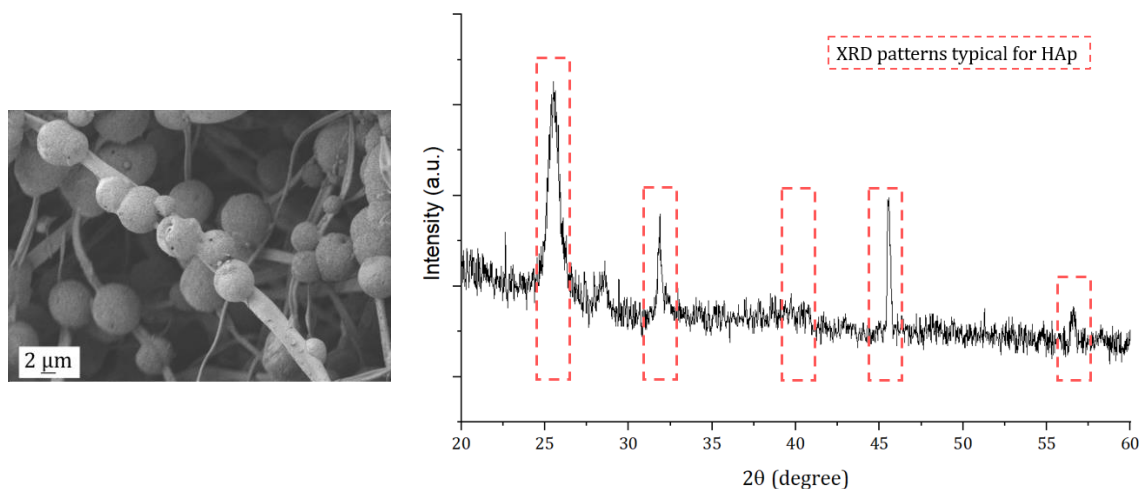 2 μm
XRD patterns typical for HAp
Intensity (a.u.)
20 25 30 35 40 45 50 55 60
2θ (degree)